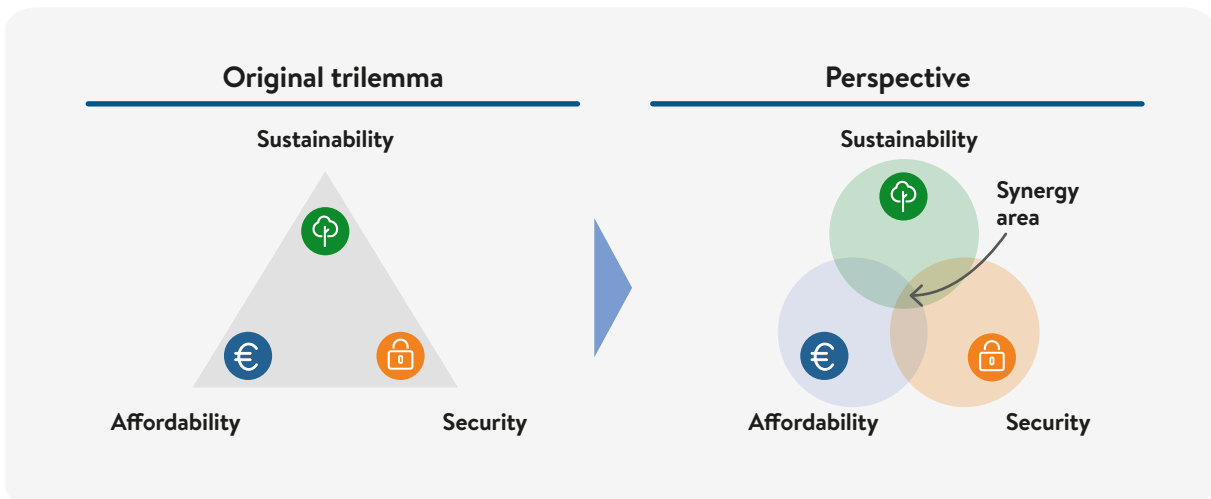 Original trilemma
Sustainability
€
Affordability
Security
Perspective
Sustainability
Synergy
area
€
Affordability
Security